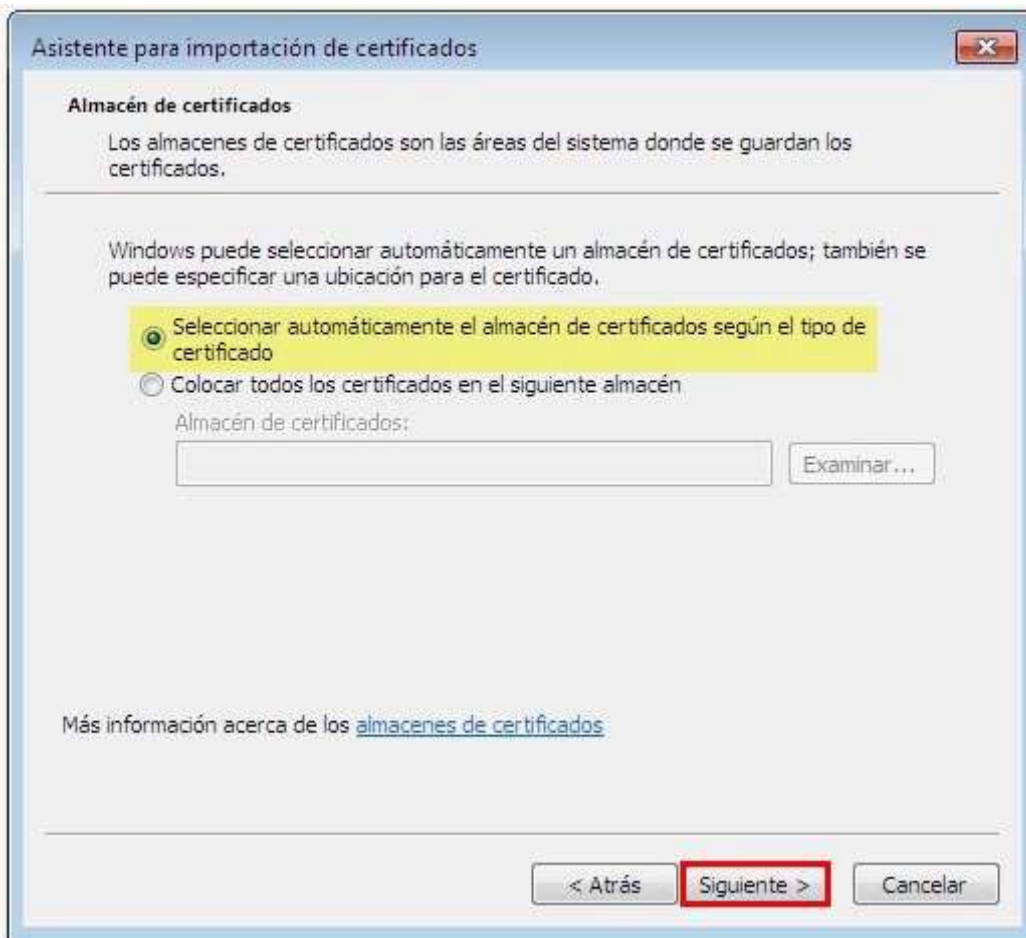 Asistente para importación de certificados
Almacén de certificados
Los almacenes de certificados son las áreas del sistema donde se guardan los
certificados.
Windows puede seleccionar automáticamente un almacén de certificados; también se
puede especificar una ubicación para el certificado.
Seleccionar automáticamente el almacén de certificados según el tipo de
certificado
Colocar todos los certificados en el siguiente almacén
Almacén de certificados:
Examinar...
Más información acerca de los almacenes de certificados
< Atrás
Siguiente >
Cancelar